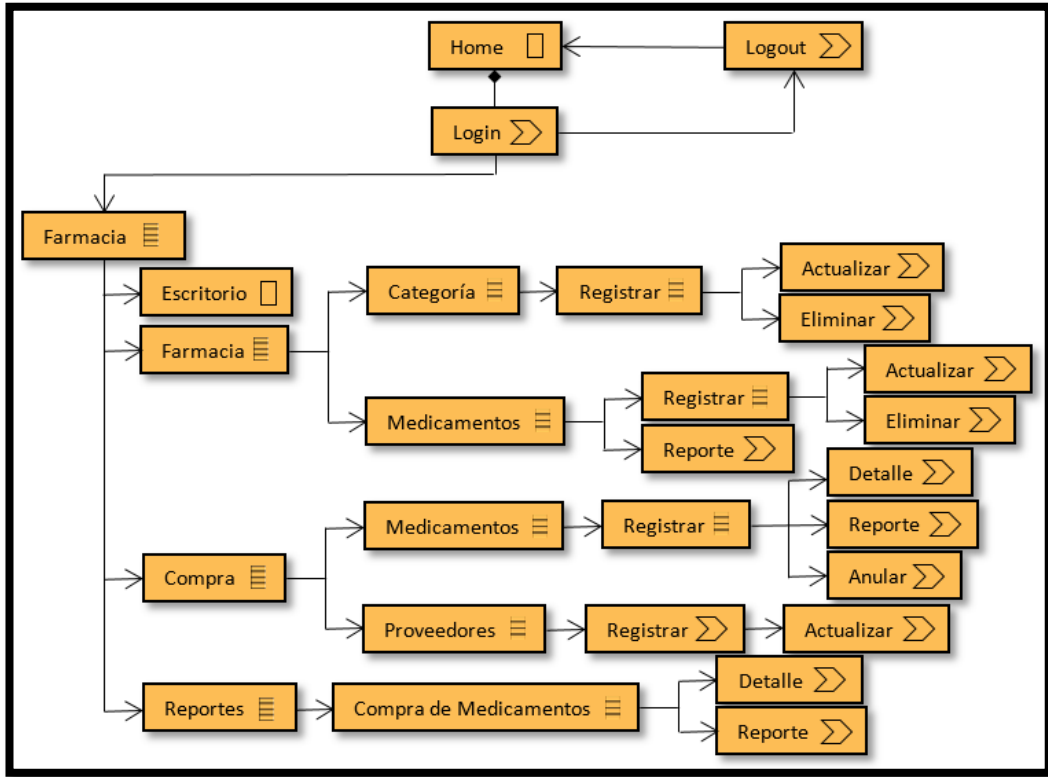 Home
Logout
Login
Farmacia
Escritorio
Categoría
Registrar
Actualizar
Eliminar
Farmacia
Medicamentos
Registrar
Actualizar
Eliminar
Reporte
Medicamentos
Registrar
Detalle
Reporte
Anular
Compra
Proveedores
Registrar
Actualizar
Reportes
Compra de Medicamentos
Detalle
Reporte